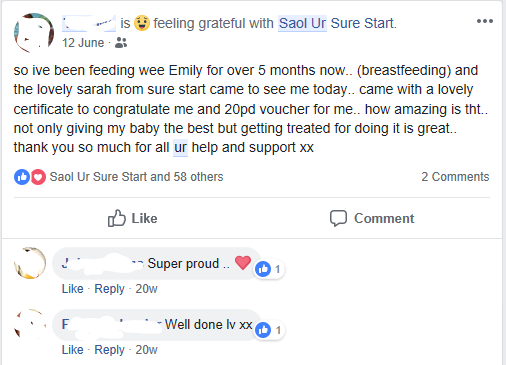 is feeling grateful with Saol Ur Sure Start.
12 June ·
so ive been feeding wee Emily for over 5 months now.. (breastfeeding) and
the lovely sarah from sure start came to see me today.. came with a lovely
certificate to congratulate me and 20pd voucher for me.. how amazing is tht..
not only giving my baby the best but getting treated for doing it is great..
thank you so much for all ur help and support xx
Saol Ur Sure Start and 58 others 2 Comments
Like Comment
Super proud .. 1
Like · Reply · 20w
Well done lv xx 1
Like · Reply · 20w